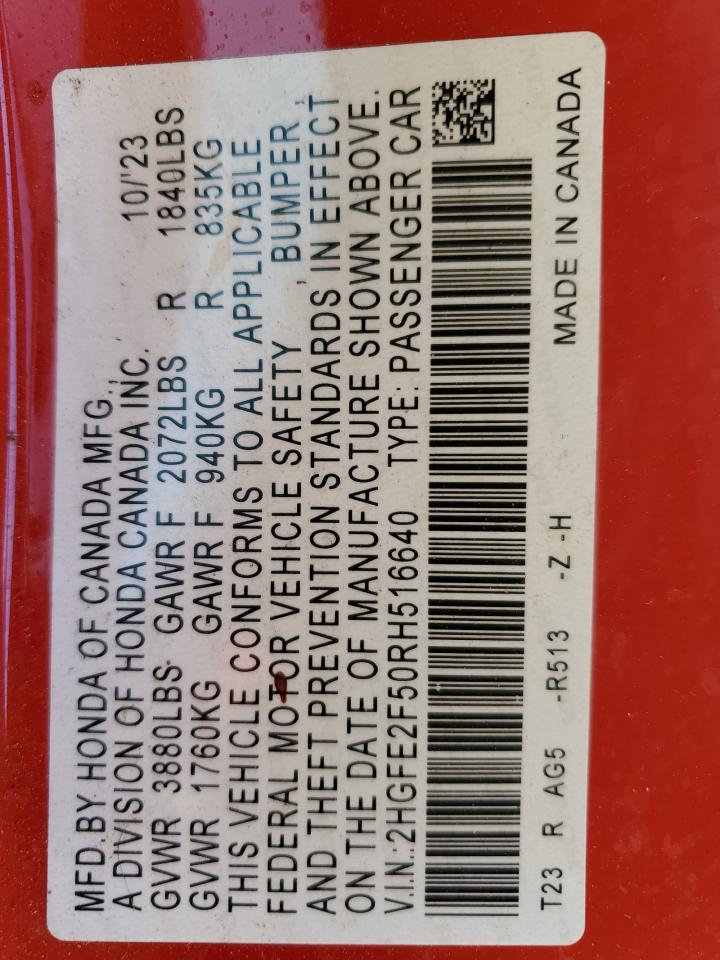 MFD.BY HONDA OF CANADA MFG.,
A DIVISION OF HONDA CANADA INC. 10/'23
GVWR 3880LBS GAWR F 2072LBS R 1840LBS
GVWR 1760KG GAWR F 940KG R 835KG
THIS VEHICLE CONFORMS TO ALL APPLICABLE
FEDERAL MOTOR VEHICLE SAFETY BUMPER,
AND THEFT PREVENTION STANDARDS IN EFFECT
ON THE DATE OF MANUFACTURE SHOWN ABOVE.
V.I.N.:2HGFE2F50RH516640 TYPE: PASSENGER CAR
T23 R AG5 -R513 -Z -H MADE IN CANADA